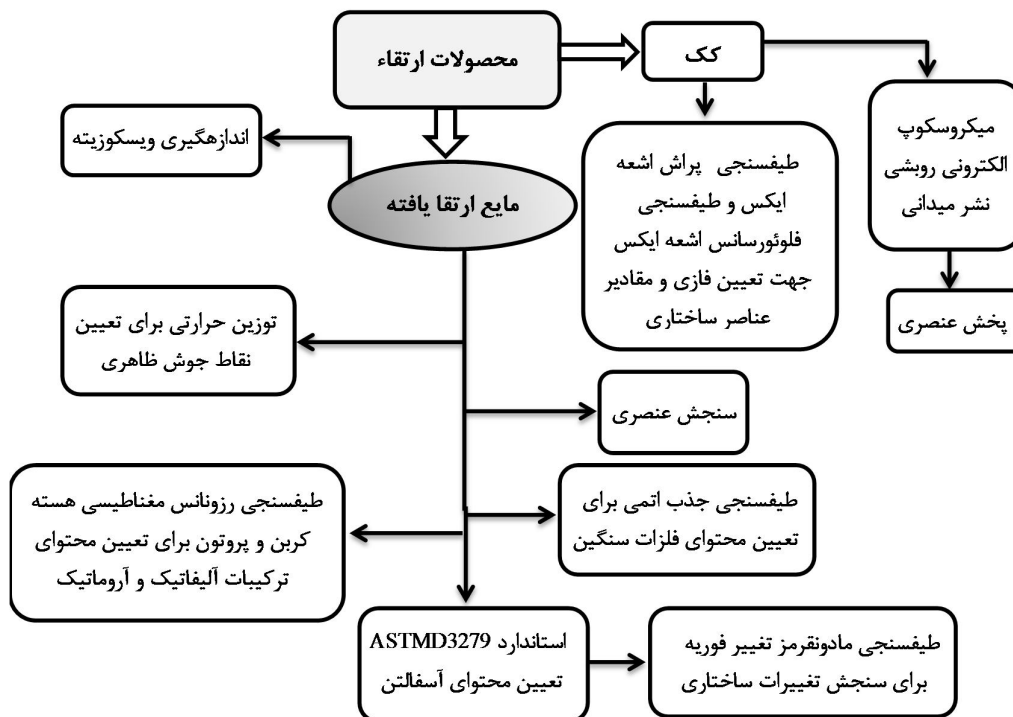 محصولات ارتقاء
کک
میکروسکوپ
الکترونی روبشی
نشر میدانی
پخش عنصری
طیفسنجی پراش اشعه
ایکس و طیفسنجی
فلوئورسانس اشعه ایکس
جهت تعیین فازی و مقادیر
عناصر ساختاری
اندازهگیری ویسکوزیته
مایع ارتقا یافته
توزین حرارتی برای تعیین
نقاط جوش ظاهری
سنجش عنصری
طیفسنجی جذب اتمی برای
تعیین محتوای فلزات سنگین
طیفسنجی رزونانس مغناطیسی هسته
کربن و پروتون برای تعیین محتوای
ترکیبات آلیفاتیک و آروماتیک
استاندارد ASTMD3279
تعیین محتوای آسفالتن
طیفسنجی مادونقرمز تغییر فوریه
برای سنجش تغییرات ساختاری